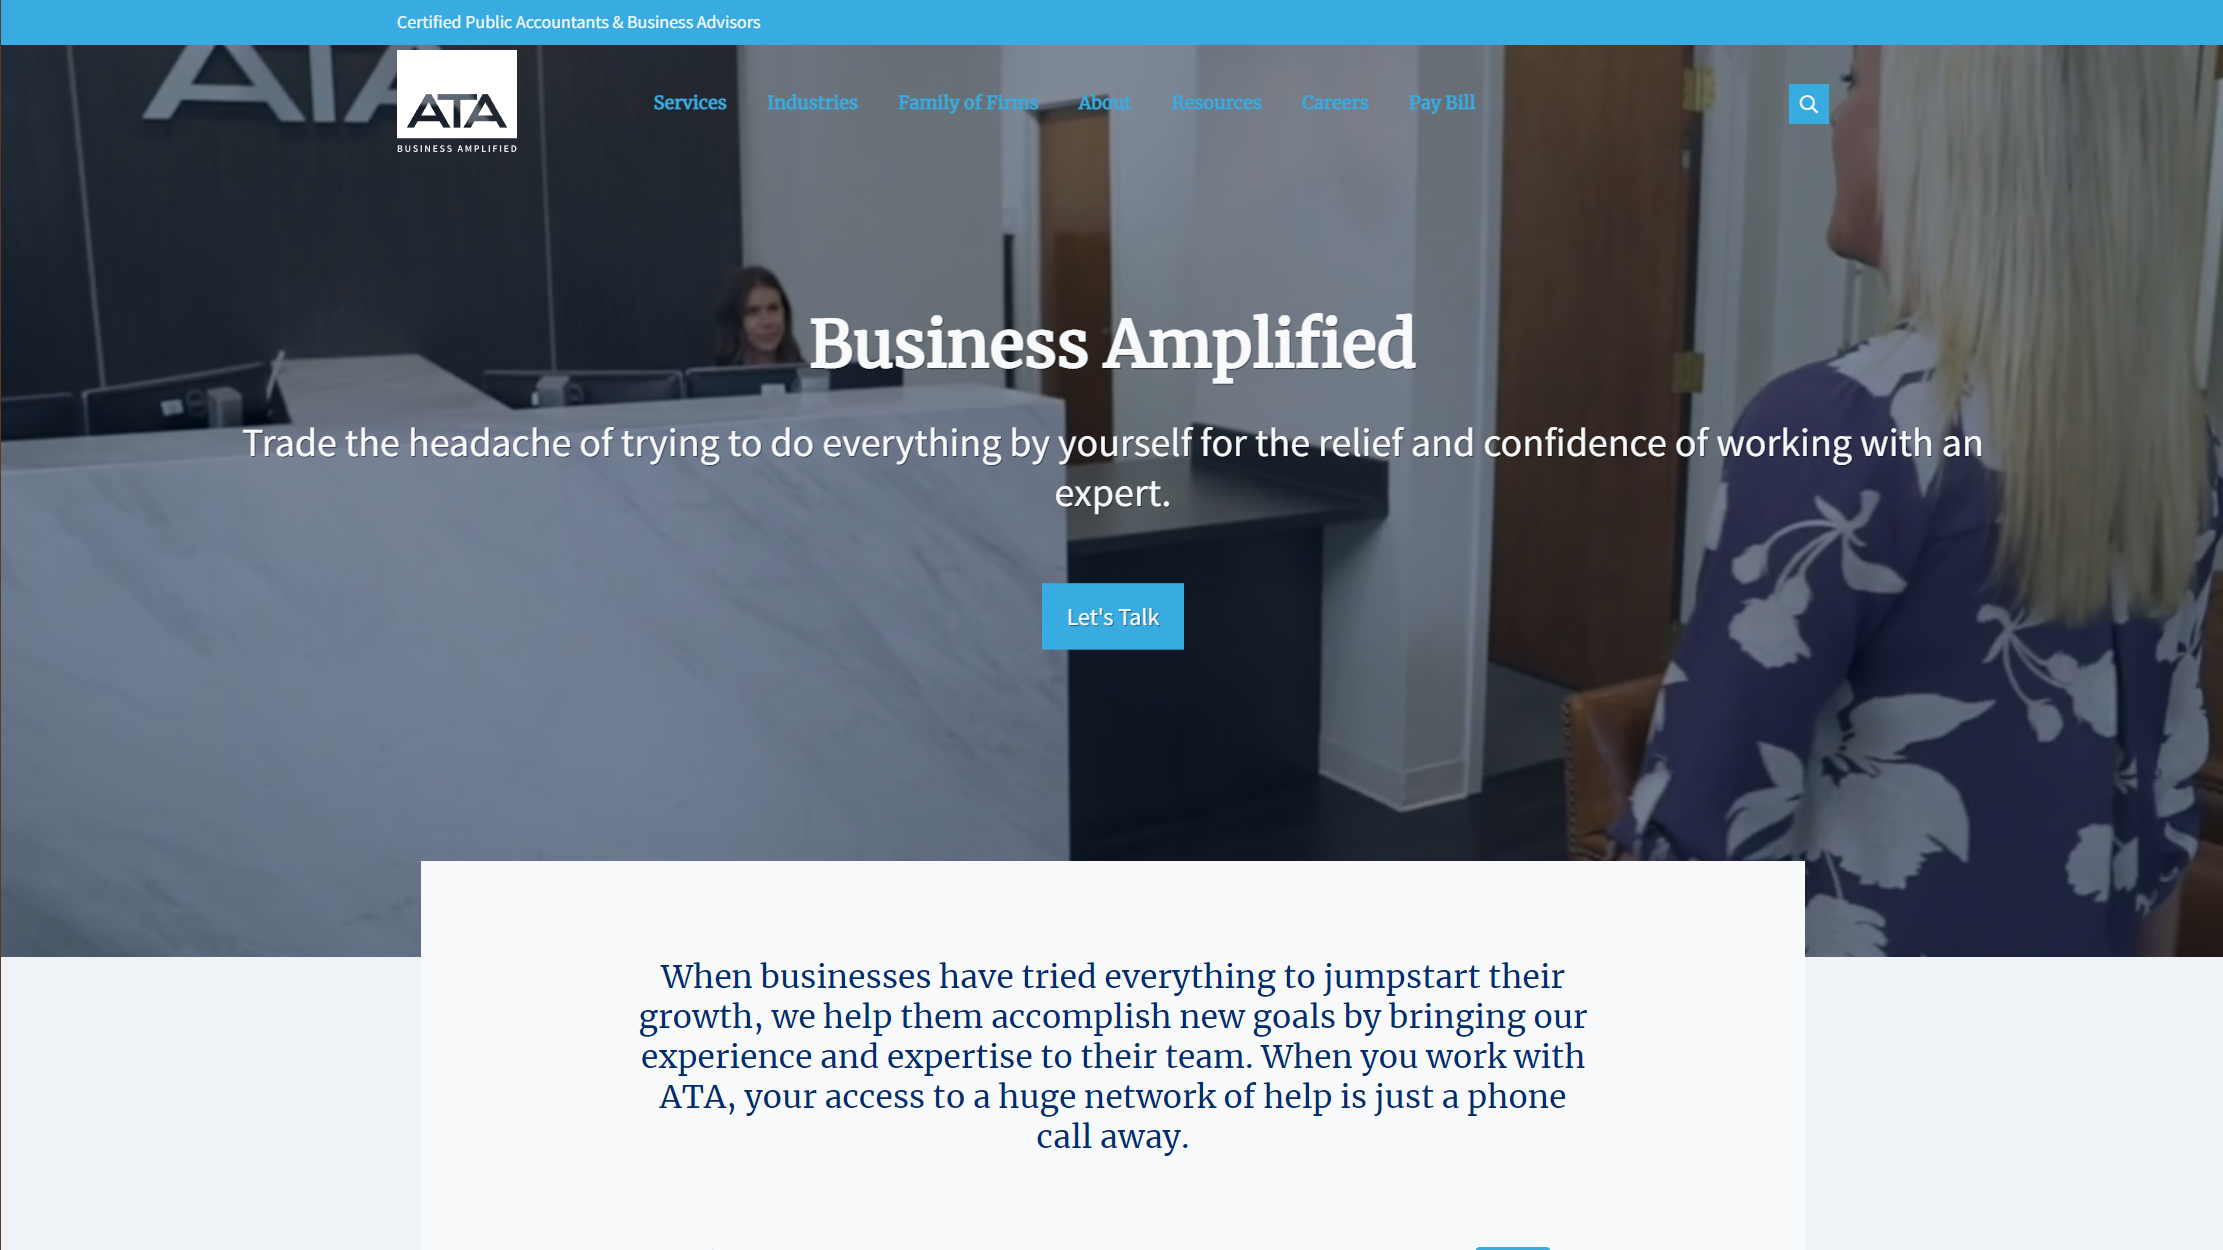 Certified Public Accountants & Business Advisors
ATA
ATA
BUSINESS AMPLIFIED
Services Industries Family of Firms About Resources Careers Pay Bill
Business Amplified
Trade the headache of trying to do everything by yourself for the relief and confidence of working with an
expert.
Let's Talk
When businesses have tried everything to jumpstart their
growth, we help them accomplish new goals by bringing our
experience and expertise to their team. When you work with
ATA, your access to a huge network of help is just a phone
call away.